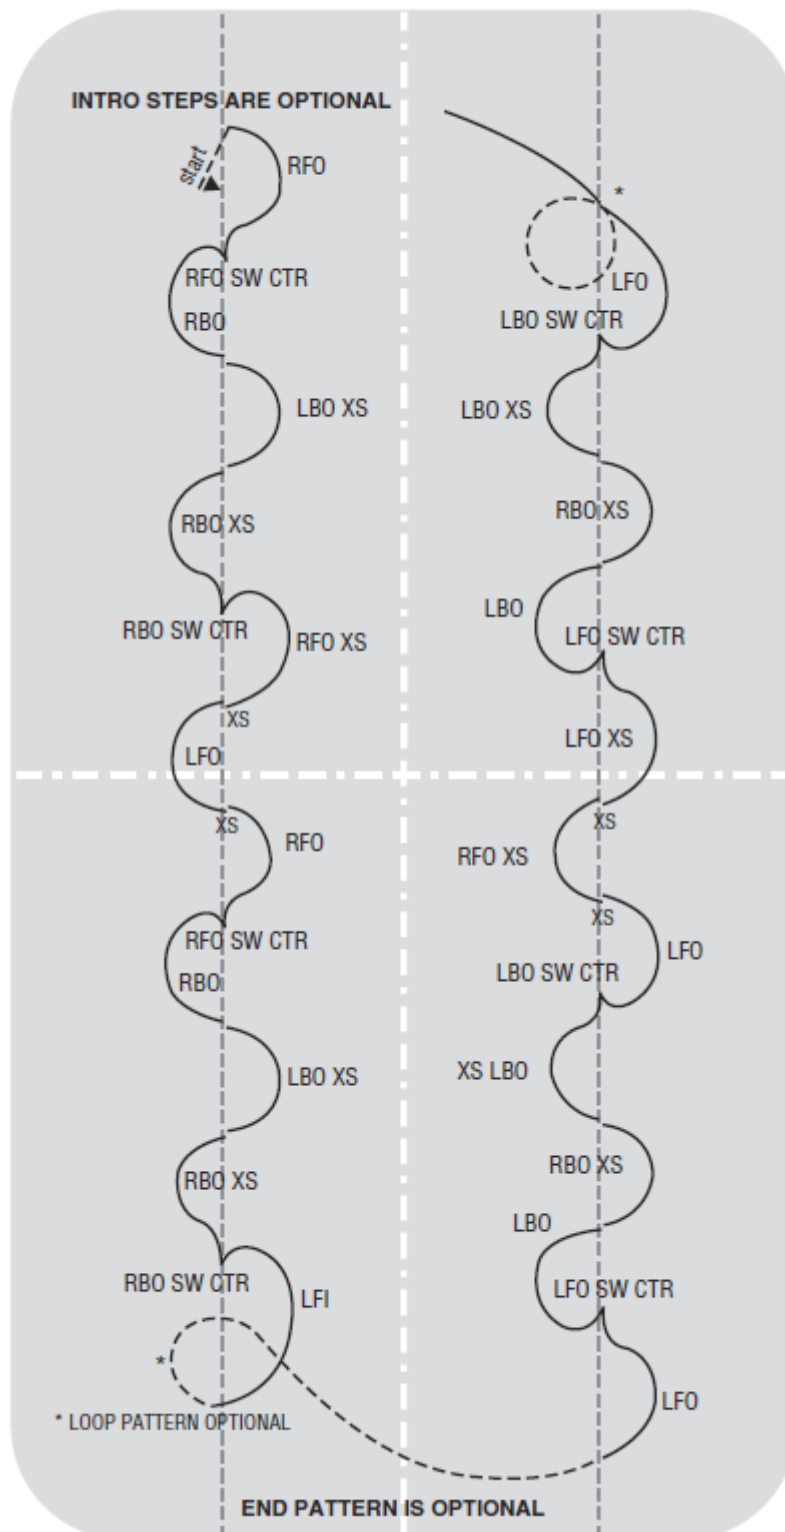 INTRO STEPS ARE OPTIONAL
start
RFO
RFO SW CTR
RBO
LBO XS
RBO XS
RBO SW CTR
RFO XS
XS
LFO
XS
RFO
RFO SW CTR
RBO
LBO XS
RBO XS
RBO SW CTR
LFI
*
* LOOP PATTERN OPTIONAL
*
LFO
LBO SW CTR
LBO XS
RBO XS
LBO
LFO SW CTR
LFO XS
XS
RFO XS
XS
LFO
LBO SW CTR
XS LBO
RBO XS
LBO
LFO SW CTR
LFO
END PATTERN IS OPTIONAL